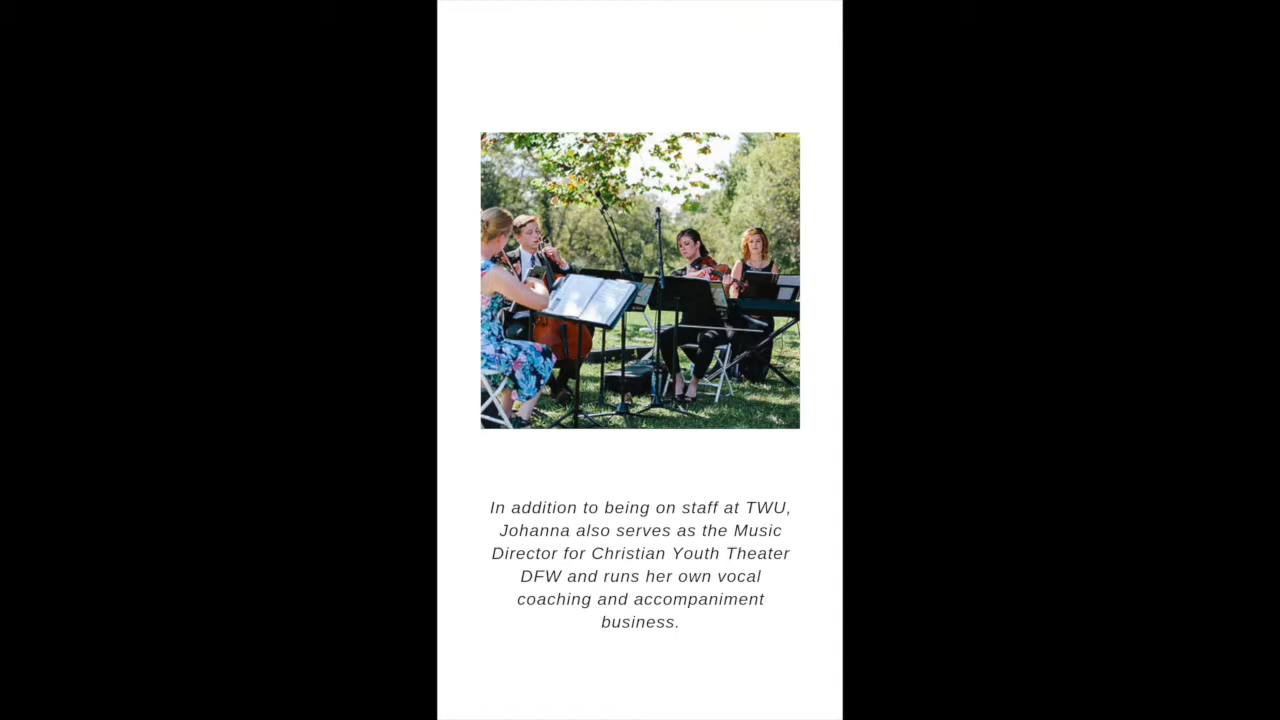 In addition to being on staff at TWU,
Johanna also serves as the Music
Director for Christian Youth Theater
DFW and runs her own vocal
coaching and accompaniment
business.